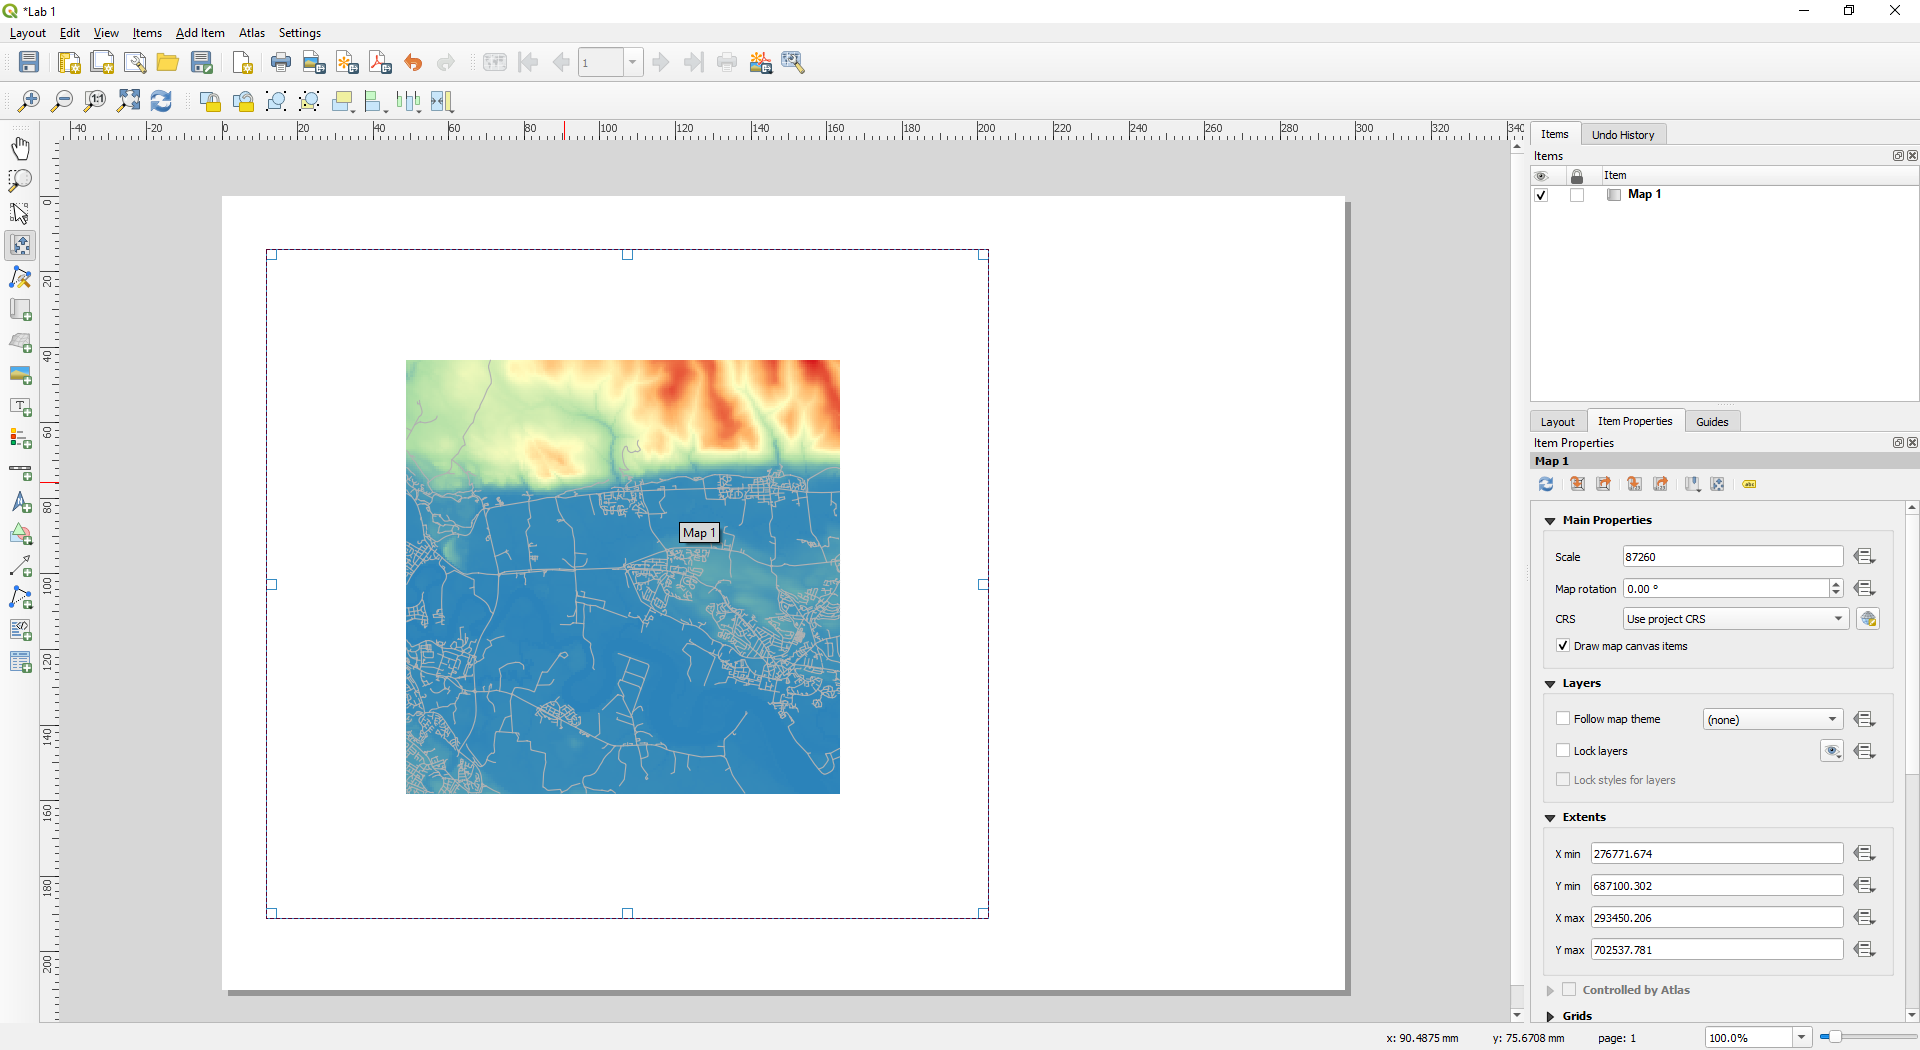 *Lab 1
Layout Edit View Items Add Item Atlas Settings
1
1:1
-40 -20 0 20 40 60 80 100 120 140 160 180 200 220 240 260 280 300 320 340
0
20
40
60
80
100
120
140
160
180
200
Map 1
Items Undo History
Items
Item
Map 1
Layout Item Properties Guides
Item Properties
Map 1
abc
Main Properties
Scale 87260
Map rotation 0.00 °
CRS Use project CRS
Draw map canvas items
Layers
Follow map theme (none)
Lock layers
Lock styles for layers
Extents
X min 276771.674
Y min 687100.302
X max 293450.206
Y max 702537.781
Controlled by Atlas
Grids
x: 90.4875 mm y: 75.6708 mm page: 1 100.0%